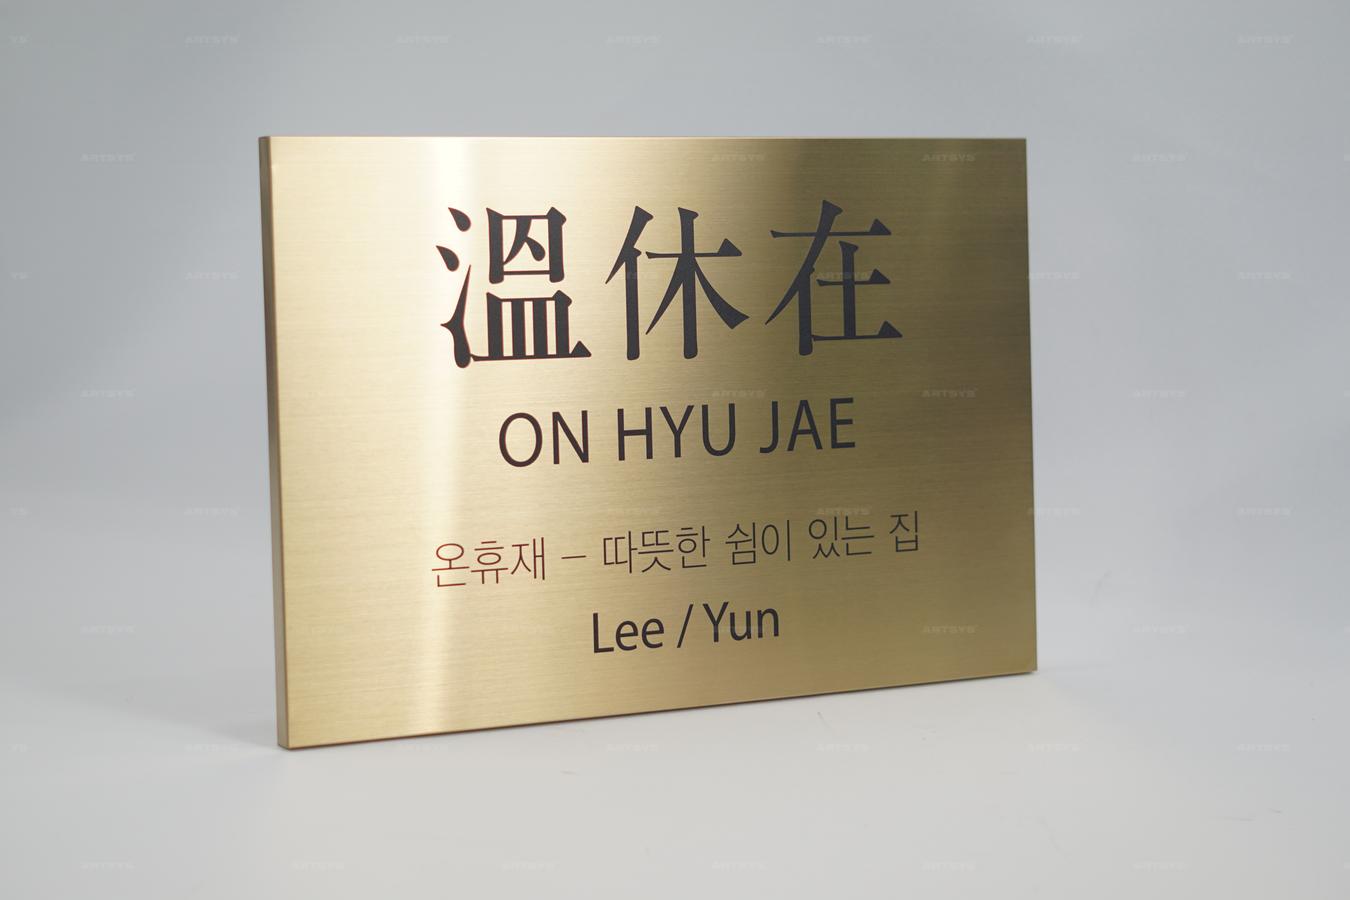 溫休在
ON HYU JAE
온휴재 – 따뜻한 쉼이 있는 집
Lee / Yun
ARTSYS